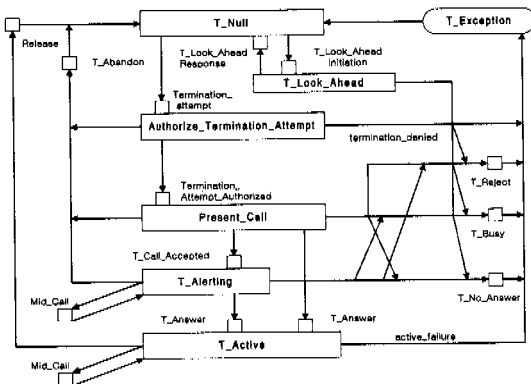 T_Null
T_Exception
Release
T_Abandon
T_Look_Ahead
Response
T_Look_Ahead
Initiation
T_Look_Ahead
Termination_
attempt
Authorize_Termination_Attempt
termination_denied
T_Reject
Termination_
Attempt_Authorized
Present_Call
T_Busy
T_Call_Accepted
T_Alerting
T_No_Answer
Mid_Call
T_Answer
T_Answer
T_Active
active_failure
Mid_Call